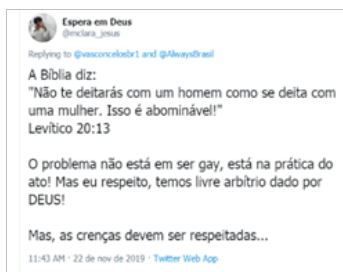 Espera em Deus
@mclara_jesus
Replying to @vasconcelosbr1 and @AlwaysBrasil
A Bíblia diz:
"Não te deitarás com um homem como se deita com
uma mulher. Isso é abominável!"
Levítico 20:13
O problema não está em ser gay, está na prática do
ato! Mas eu respeito, temos livre arbítrio dado por
DEUS!
Mas, as crenças devem ser respeitadas...
11:43 AM · 22 de nov de 2019 · Twitter Web App